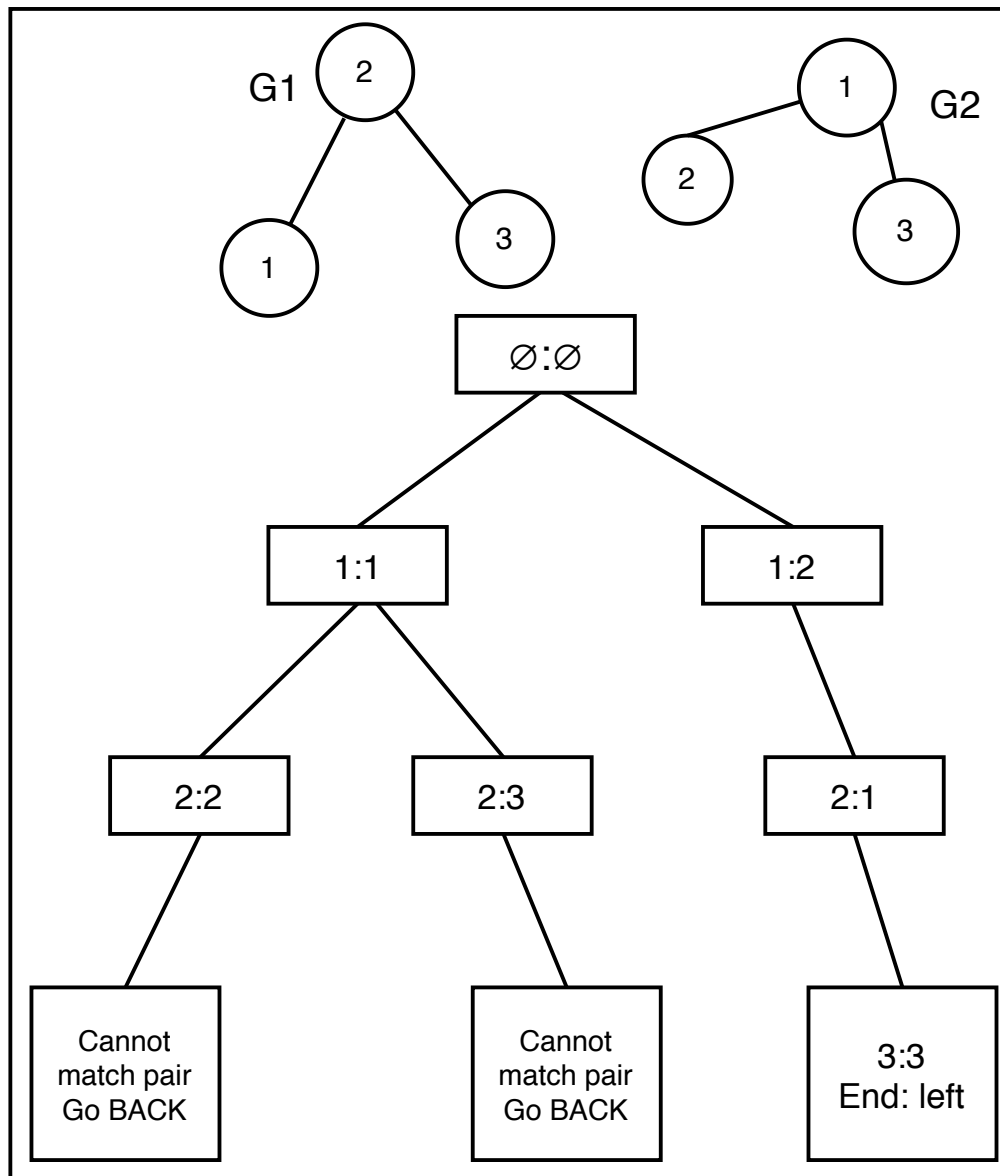 G1
2
1
3
1
G2
2
3
∅:∅
1:1
1:2
2:2
2:3
2:1
Cannot
match pair
Go BACK
Cannot
match pair
Go BACK
3:3
End: left